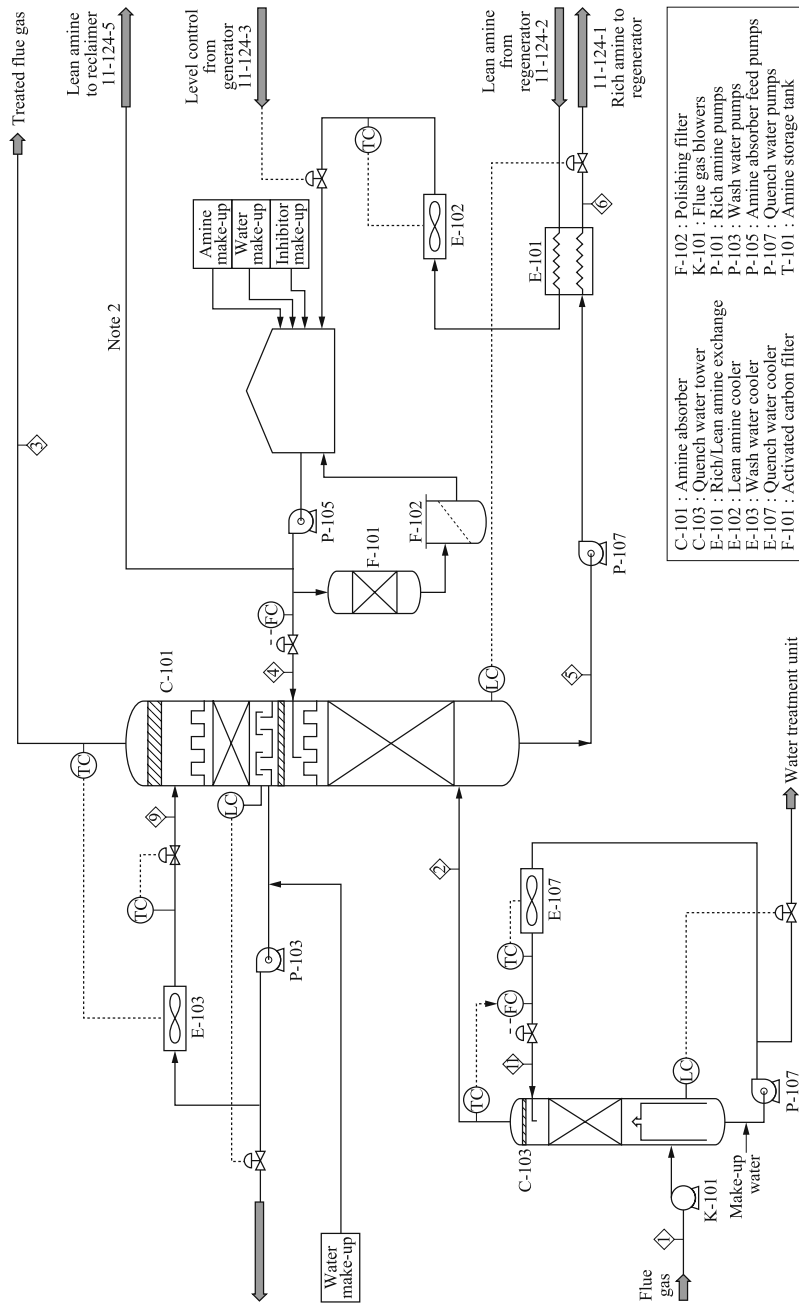 Treated flue gas
Lean amine
to reclaimer
11-124-5
Level control
from
generator
11-124-3
Lean amine
from
regenerator
11-124-2
11-124-1
Rich amine to
regenerator
3
Note 2
Amine
make-up
Water
make-up
Inhibitor
make-up
TC
E-102
E-101
6
P-105
F-101
F-102
FC
4
C-101
TC
LC
LC
5
P-107
9
TC
E-103
P-103
Water
make-up
2
TC
FC
TC
E-107
11
C-103
LC
P-107
K-101
Make-up
water
1
Flue
gas
Water treatment unit
C-101 : Amine absorber
C-103 : Quench water tower
E-101 : Rich/Lean amine exchange
E-102 : Lean amine cooler
E-103 : Wash water cooler
E-107 : Quench water cooler
F-101 : Activated carbon filter
F-102 : Polishing filter
K-101 : Flue gas blowers
P-101 : Rich amine pumps
P-103 : Wash water pumps
P-105 : Amine absorber feed pumps
P-107 : Quench water pumps
T-101 : Amine storage tank